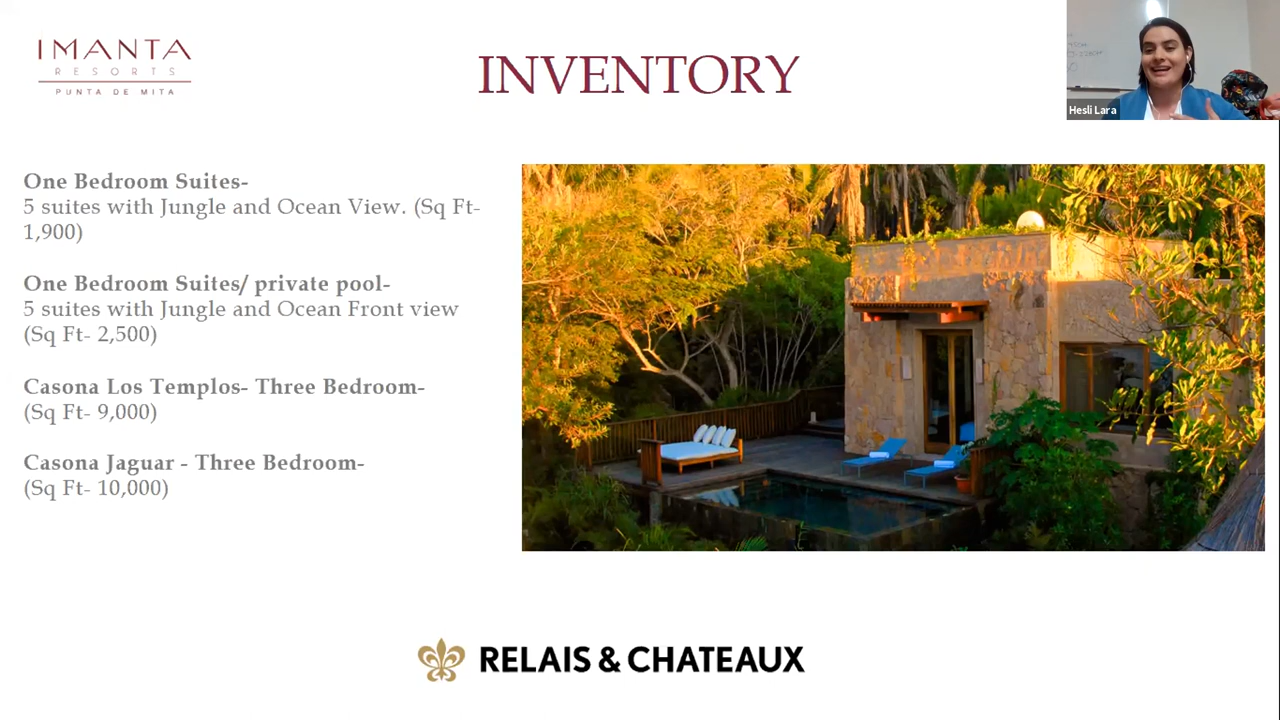 IMANTA
RESORTS
PUNTA DE MITA
INVENTORY
Hesli Lara
One Bedroom Suites-
5 suites with Jungle and Ocean View. (Sq Ft-
1,900)
One Bedroom Suites/ private pool-
5 suites with Jungle and Ocean Front view
(Sq Ft- 2,500)
Casona Los Templos- Three Bedroom-
(Sq Ft- 9,000)
Casona Jaguar - Three Bedroom-
(Sq Ft- 10,000)
RELAIS & CHATEAUX